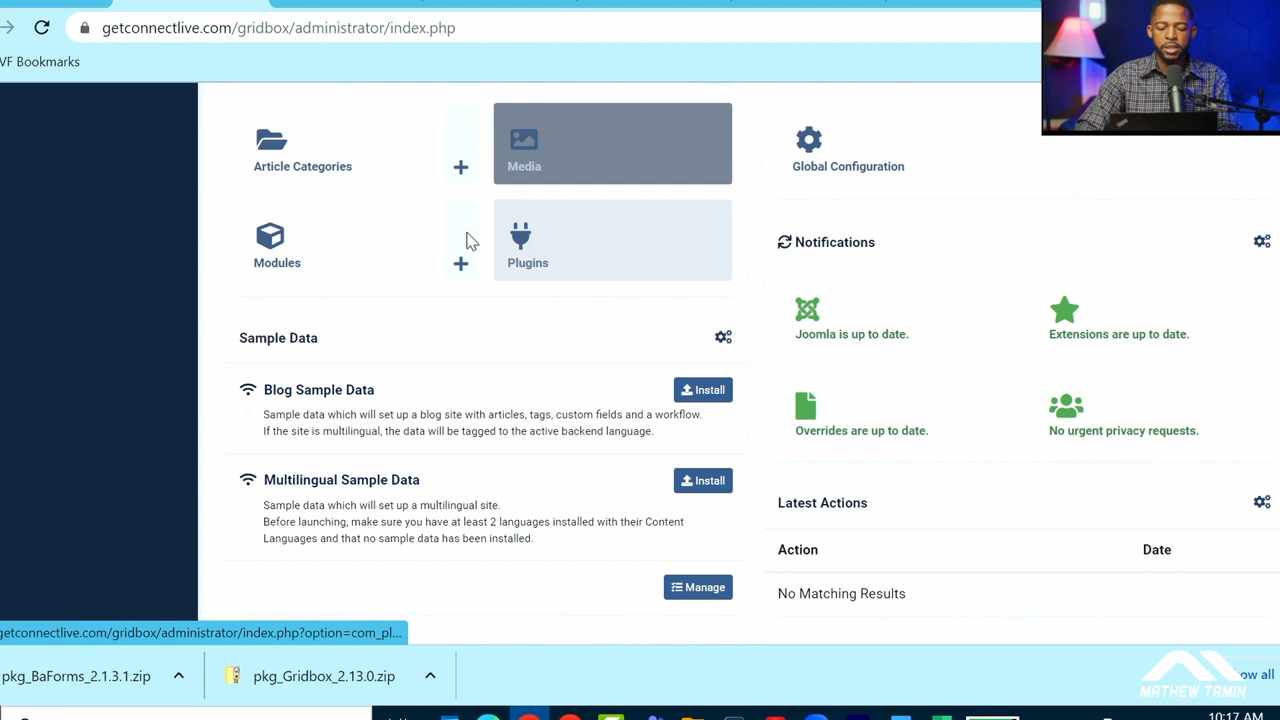 getconnectlive.com/gridbox/administrator/index.php
VF Bookmarks
Article Categories
Media
Global Configuration
Modules
Plugins
Notifications
Joomla is up to date.
Extensions are up to date.
Sample Data
Blog Sample Data
Install
Sample data which will set up a blog site with articles, tags, custom fields and a workflow.
If the site is multilingual, the data will be tagged to the active backend language.
Overrides are up to date.
No urgent privacy requests.
Multilingual Sample Data
Install
Sample data which will set up a multilingual site.
Before launching, make sure you have at least 2 languages installed with their Content
Languages and that no sample data has been installed.
Manage
Latest Actions
Action
Date
No Matching Results
getconnectlive.com/gridbox/administrator/index.php?option=com_pl...
pkg_BaForms_2.1.3.1.zip
pkg_Gridbox_2.13.0.zip
all
MATHEW TAMIN
10:17 AM